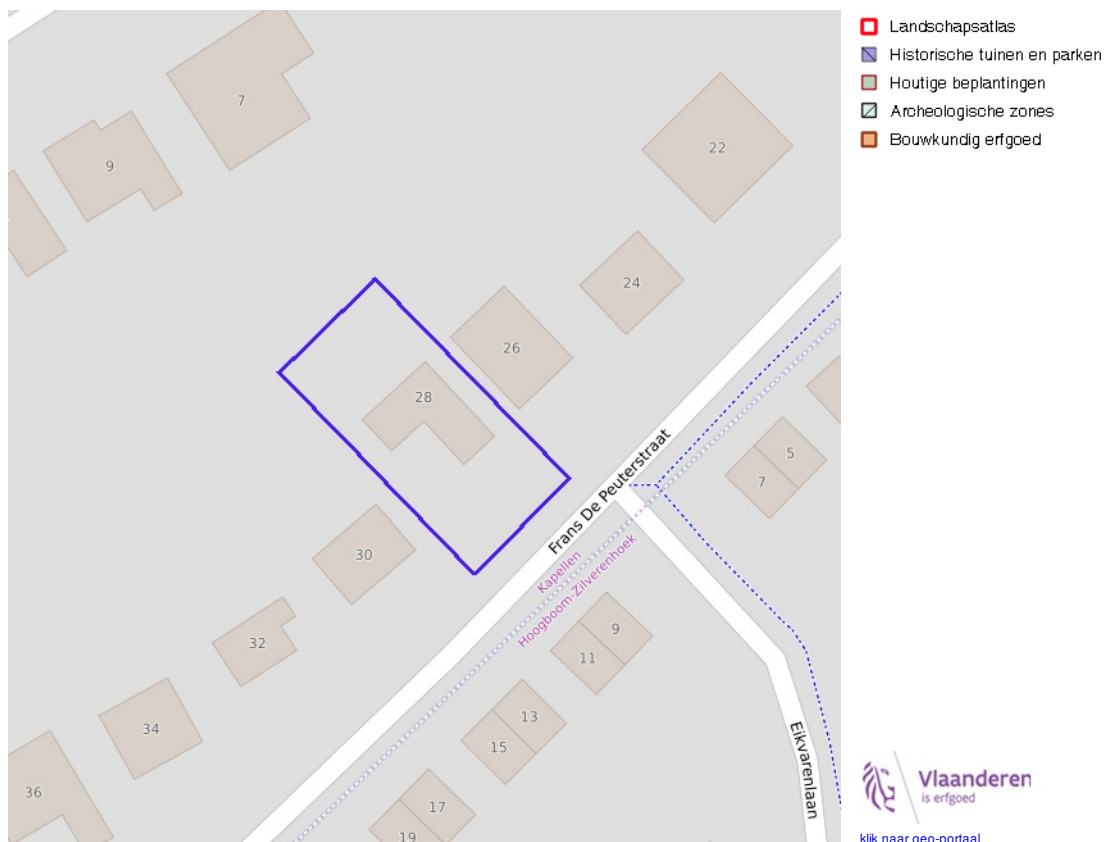 7
9
22
24
26
28
30
32
34
36
5
7
9
11
13
15
17
19
Frans De Peuterstraat
Kapellen
Hoogboom-Zilverenhoek
Eikvarenlaan
Landschapsatlas
Historische tuinen en parken
Houtige beplantingen
Archeologische zones
Bouwkundig erfgoed
Vlaanderen
is erfgoed
klik naar geo-portaal